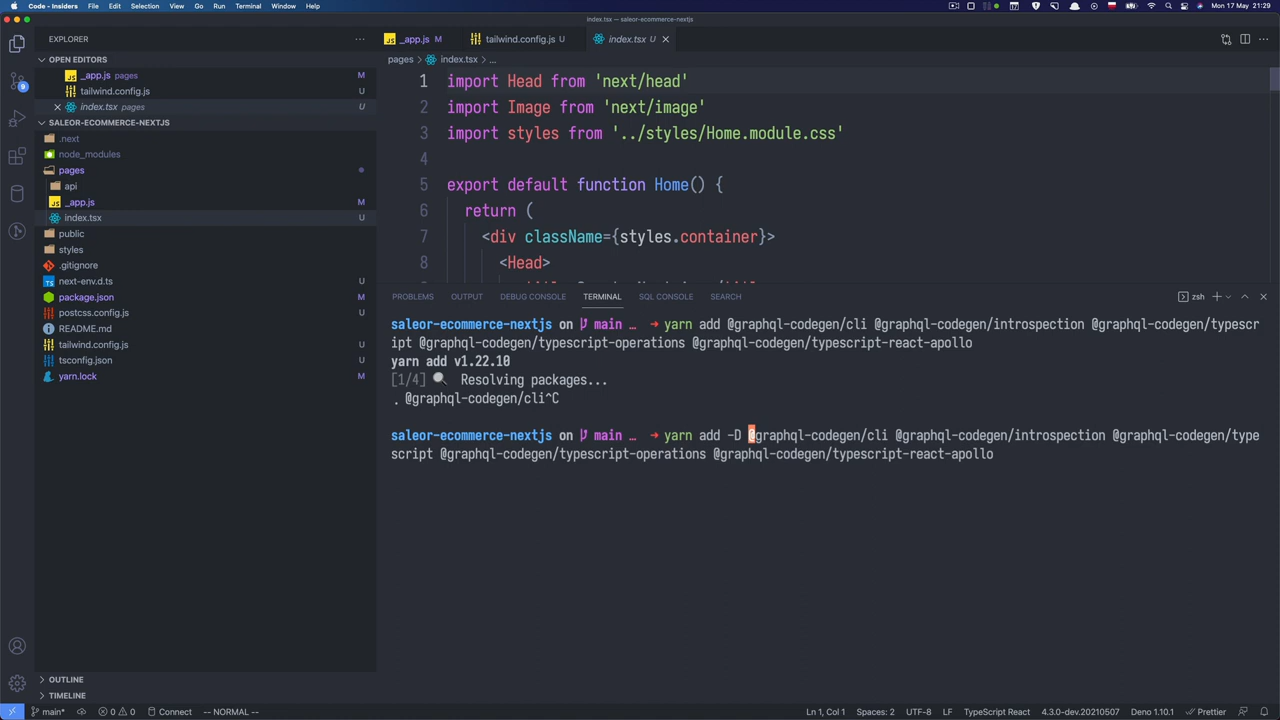 Code - Insiders File Edit Selection View Go Run Terminal Window Help
Mon 17 May 21:29
index.tsx — saleor-ecommerce-nextjs
EXPLORER
_app.js M tailwind.config.js U index.tsx U
OPEN EDITORS
pages index.tsx ...
_app.js pages M
tailwind.config.js U
index.tsx pages U
SALEOR-ECOMMERCE-NEXTJS
.next
node_modules
pages
api
_app.js M
index.tsx U
public
styles
.gitignore
next-env.d.ts U
package.json M
postcss.config.js U
README.md
tailwind.config.js U
tsconfig.json U
yarn.lock M
OUTLINE
TIMELINE
9
1 import Head from 'next/head'
2 import Image from 'next/image'
3 import styles from '../styles/Home.module.css'
4
5 export default function Home() {
6 return (
7 <div className={styles.container}>
8 <Head>
PROBLEMS OUTPUT DEBUG CONSOLE TERMINAL SQL CONSOLE SEARCH
zsh
saleor-ecommerce-nextjs on main … → yarn add @graphql-codegen/cli @graphql-codegen/introspection @graphql-codegen/typescr
ipt @graphql-codegen/typescript-operations @graphql-codegen/typescript-react-apollo
yarn add v1.22.10
[1/4] 🔍 Resolving packages...
. @graphql-codegen/cli^C
saleor-ecommerce-nextjs on main … → yarn add -D @graphql-codegen/cli @graphql-codegen/introspection @graphql-codegen/type
script @graphql-codegen/typescript-operations @graphql-codegen/typescript-react-apollo
main* 0 0 Connect -- NORMAL --
Ln 1, Col 1 Spaces: 2 UTF-8 LF TypeScript React 4.3.0-dev.20210507 Deno 1.10.1 Prettier